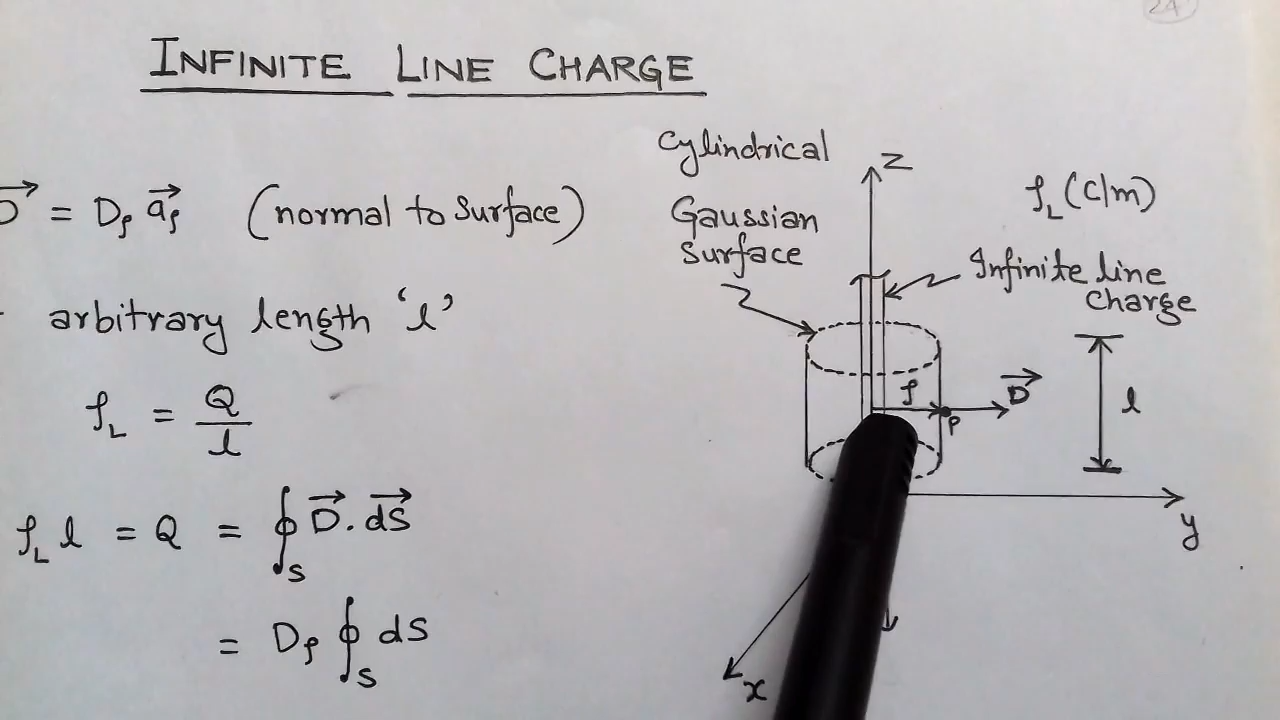 24
INFINITE LINE CHARGE
D⃗ = Dρ a⃗ρ (normal to surface)
arbitrary length 'l'
ρL = Q / l
ρL l = Q = ∮S D⃗ . dS⃗
= Dρ ∮S dS
Cylindrical
Gaussian
surface
z
ρL (C/m)
Infinite line
charge
ρ
P
D⃗
l
y
x